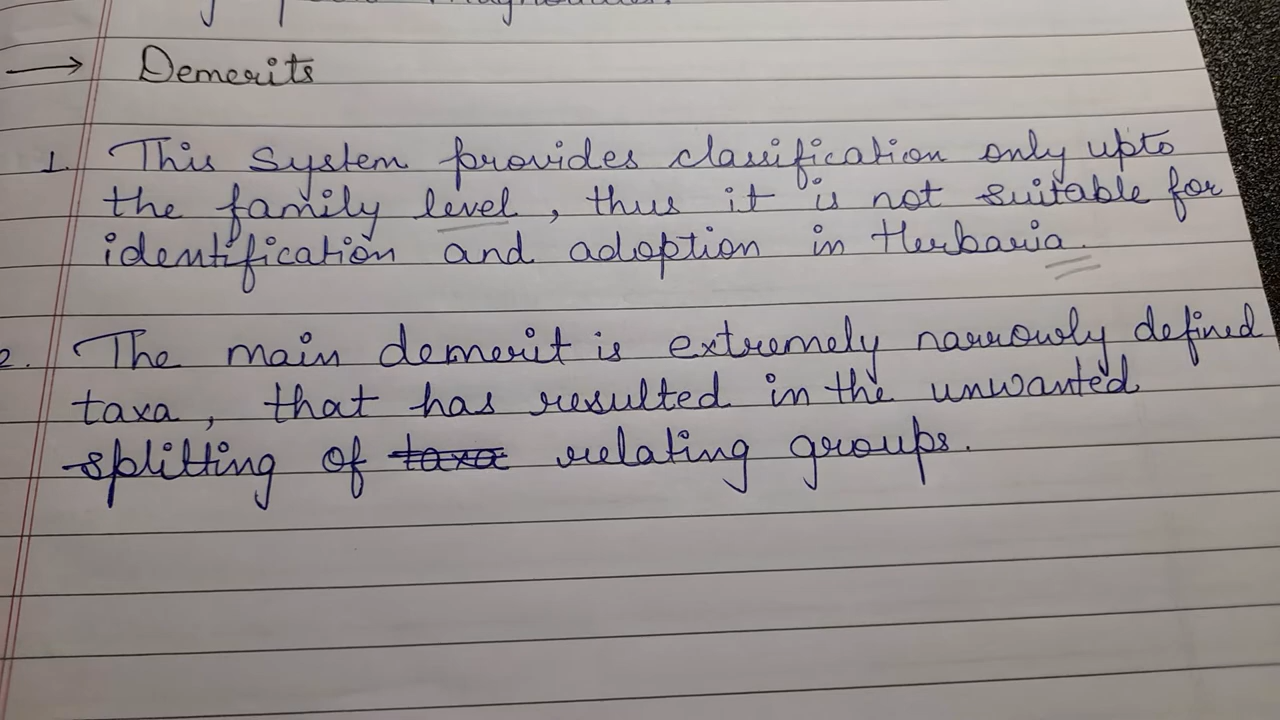 → Demerits
1. This System provides classification only upto
the family level, thus it is not suitable for
identification and adoption in Herbaria.
2. The main demerit is extremely narrowly defined
taxa, that has resulted in the unwanted
splitting of taxa relating groups.